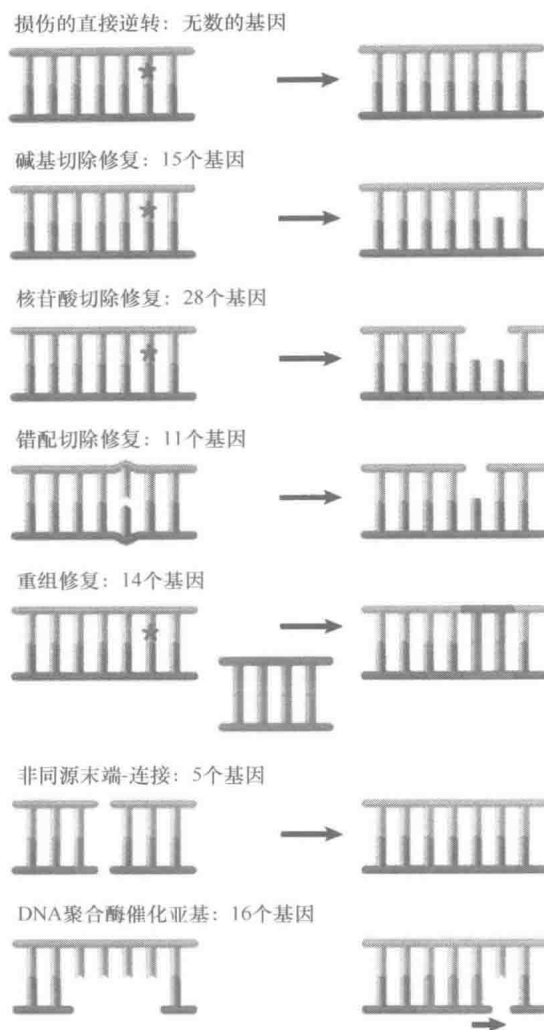 损伤的直接逆转：无数的基因
碱基切除修复：15个基因
核苷酸切除修复：28个基因
错配切除修复：11个基因
重组修复：14个基因
非同源末端-连接：5个基因
DNA聚合酶催化亚基：16个基因